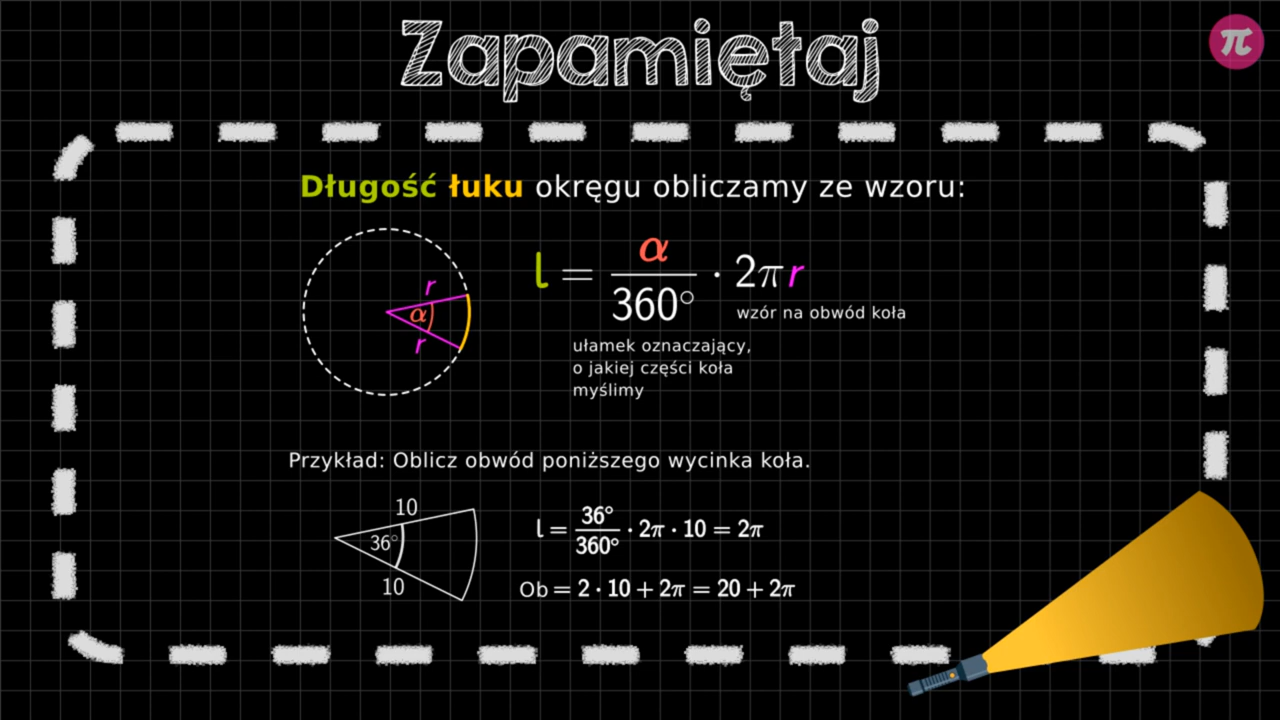 Zapamiętaj
π
Długość łuku okręgu obliczamy ze wzoru:
r
α
r
l = α/360° · 2πr
wzór na obwód koła
ułamek oznaczający,
o jakiej części koła
myślimy
Przykład: Oblicz obwód poniższego wycinka koła.
10
36°
10
l = 36°/360° · 2π · 10 = 2π
Ob = 2 · 10 + 2π = 20 + 2π